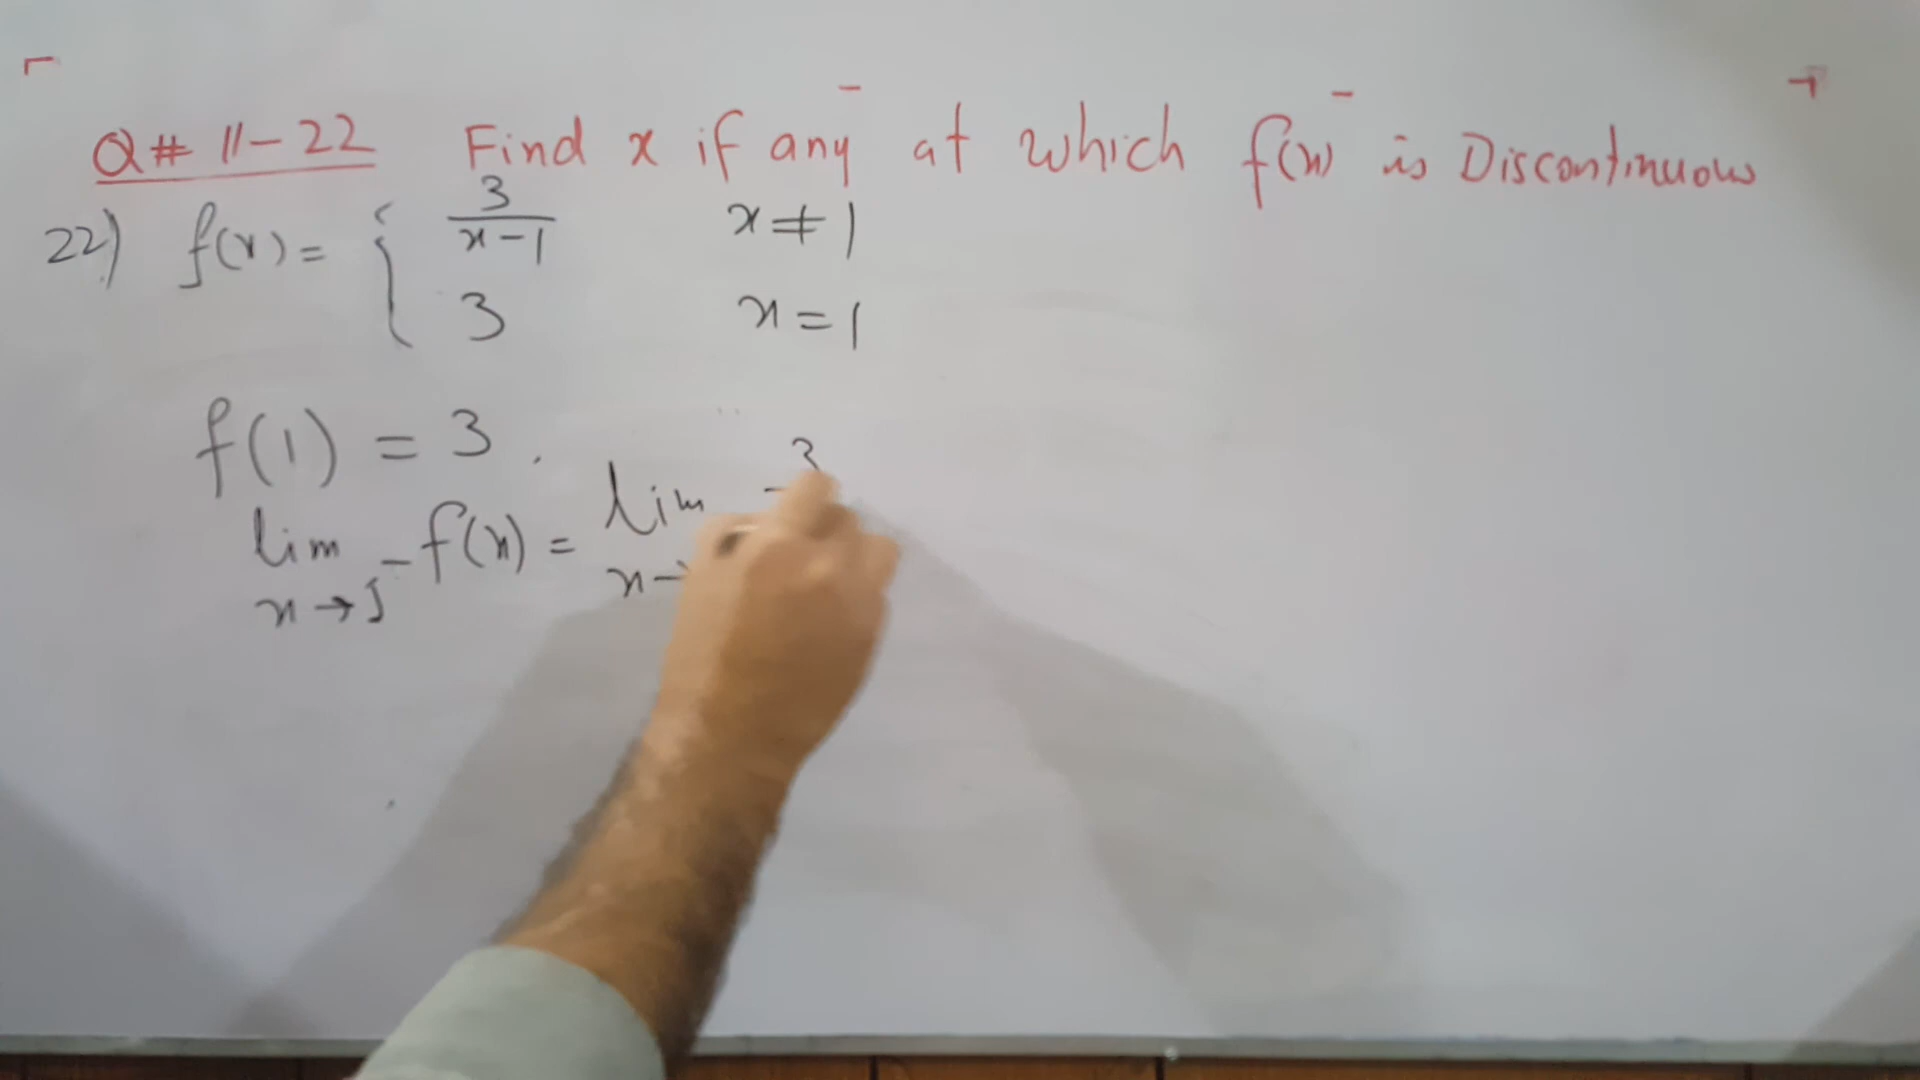 Q# 11-22 Find x if any at which f(x) is Discontinuous
22) f(x) = { 3/(x-1) x ≠ 1
3 x = 1
f(1) = 3.
lim x→1⁻ f(x) = lim x→ 3